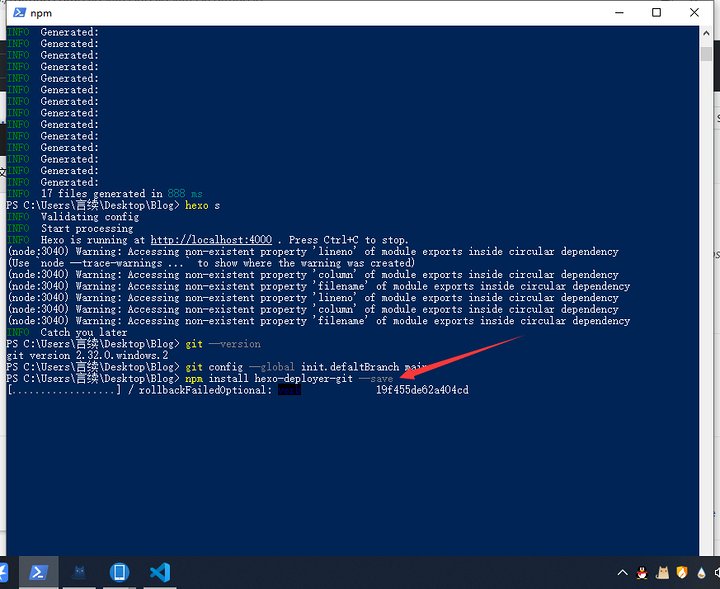 npm
INFO  Generated:
INFO  Generated:
INFO  Generated:
INFO  Generated:
INFO  Generated:
INFO  Generated:
INFO  Generated:
INFO  Generated:
INFO  Generated:
INFO  Generated:
INFO  Generated:
INFO  Generated:
INFO  Generated:
INFO  Generated:
INFO  17 files generated in 888 ms
PS C:\Users\言续\Desktop\Blog> hexo s
INFO  Validating config
INFO  Start processing
INFO  Hexo is running at http://localhost:4000 . Press Ctrl+C to stop.
(node:3040) Warning: Accessing non-existent property 'lineno' of module exports inside circular dependency
(Use `node --trace-warnings ...` to show where the warning was created)
(node:3040) Warning: Accessing non-existent property 'column' of module exports inside circular dependency
(node:3040) Warning: Accessing non-existent property 'filename' of module exports inside circular dependency
(node:3040) Warning: Accessing non-existent property 'lineno' of module exports inside circular dependency
(node:3040) Warning: Accessing non-existent property 'column' of module exports inside circular dependency
(node:3040) Warning: Accessing non-existent property 'filename' of module exports inside circular dependency
INFO  Catch you later
PS C:\Users\言续\Desktop\Blog> git --version
git version 2.32.0.windows.2
PS C:\Users\言续\Desktop\Blog> git config --global init.defaltBranch main
PS C:\Users\言续\Desktop\Blog> npm install hexo-deployer-git --save
[.................] / rollbackFailedOptional: 19f455de62a404cd